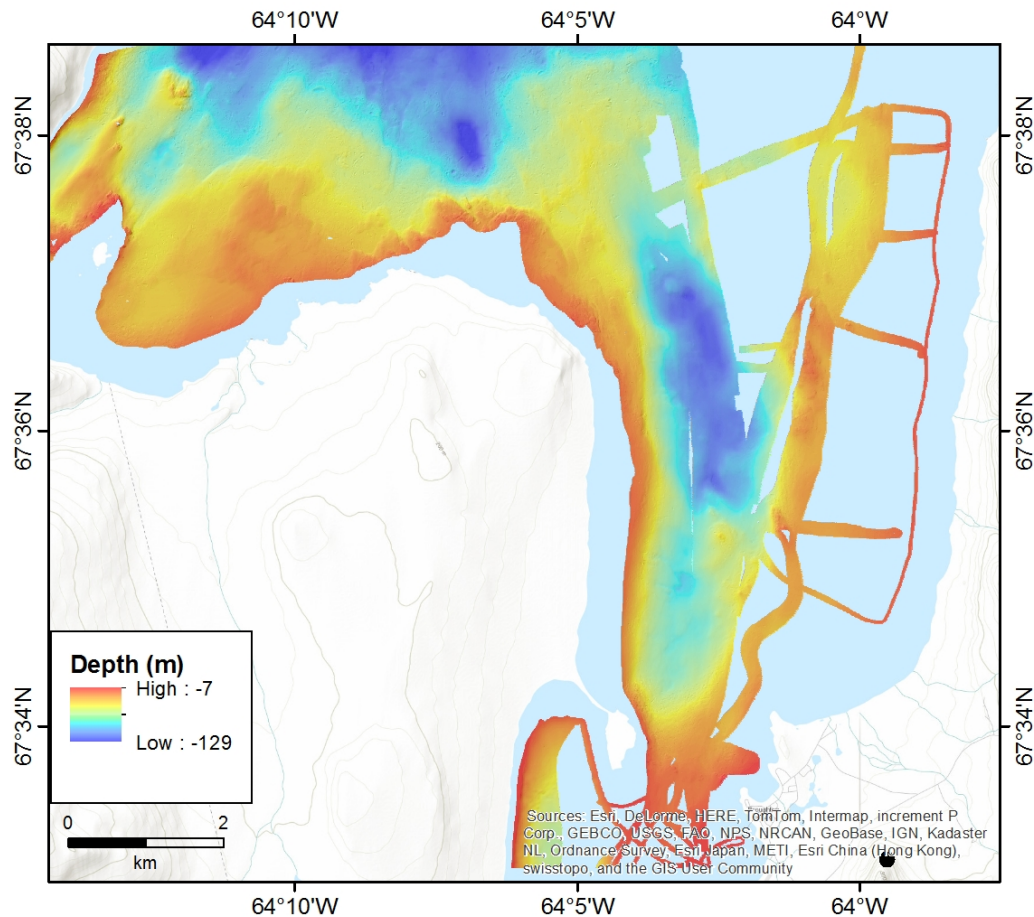 64°10'W 64°5'W 64°0'W
67°38'N 67°38'N
67°36'N 67°36'N
67°34'N 67°34'N
Depth (m)
High : -7
Low : -129
0 2
km
Sources: Esri, DeLorme, HERE, TomTom, Intermap, increment P
Corp., GEBCO, USGS, FAO, NPS, NRCAN, GeoBase, IGN, Kadaster
NL, Ordnance Survey, Esri Japan, METI, Esri China (Hong Kong),
swisstopo, and the GIS User Community
64°10'W 64°5'W 64°0'W